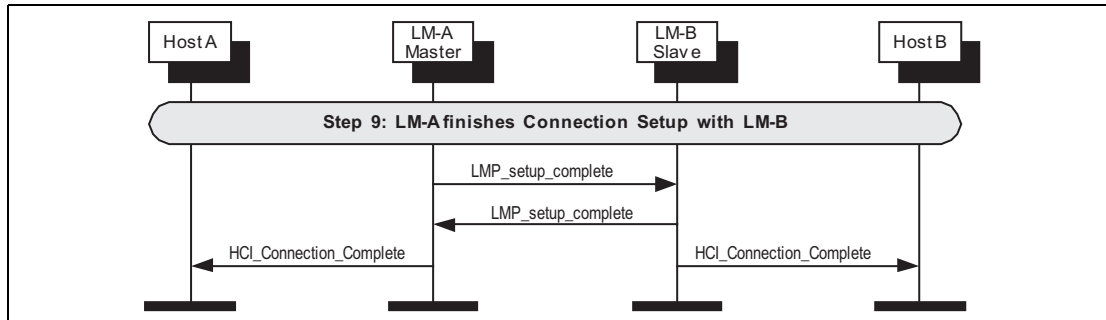 Host A
LM-A
Master
LM-B
Slave
Host B
Step 9: LM-A finishes Connection Setup with LM-B
LMP_setup_complete
LMP_setup_complete
HCI_Connection_Complete
HCI_Connection_Complete